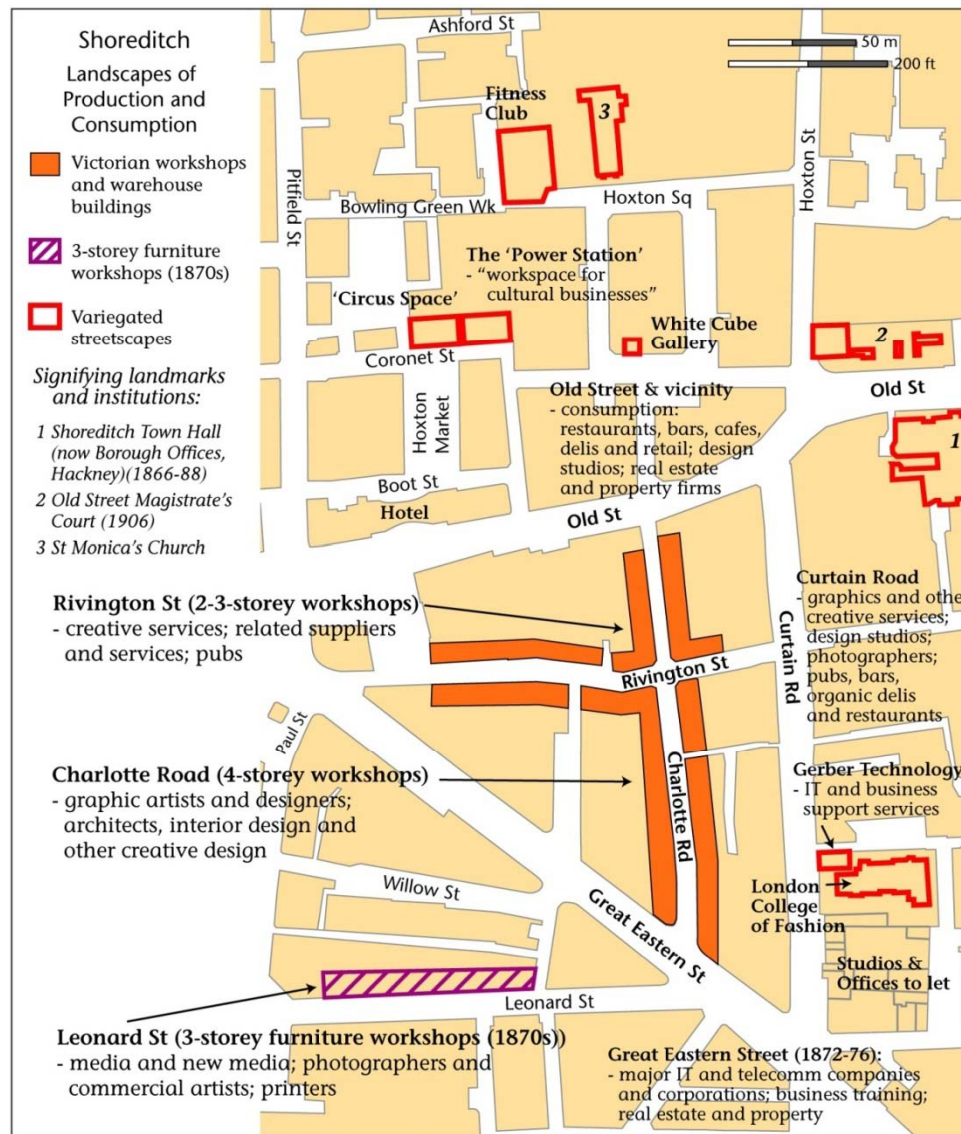 Shoreditch
Landscapes of
Production and
Consumption
Victorian workshops
and warehouse
buildings
3-storey furniture
workshops (1870s)
Variegated
streetscapes
Signifying landmarks
and institutions:
1 Shoreditch Town Hall
(now Borough Offices,
Hackney)(1866-88)
2 Old Street Magistrate's
Court (1906)
3 St Monica's Church
Ashford St
50 m
200 ft
Fitness
Club
3
Pitfield St
Hoxton St
Bowling Green Wk
Hoxton Sq
The 'Power Station'
- "workspace for
cultural businesses"
'Circus Space'
White Cube
Gallery
2
Coronet St
Old St
Hoxton
Market
Old Street & vicinity
- consumption:
restaurants, bars, cafes,
delis and retail; design
studios; real estate
and property firms
1
Boot St
Hotel
Old St
Rivington St (2-3-storey workshops)
- creative services; related suppliers
and services; pubs
Curtain Road
- graphics and other
creative services;
design studios;
photographers;
pubs, bars,
organic delis
and restaurants
Rivington St
Curtain Rd
Paul St
Charlotte Road (4-storey workshops)
- graphic artists and designers;
architects, interior design and
other creative design
Charlotte Rd
Gerber Technology
- IT and business
support services
Willow St
Great Eastern St
London
College
of Fashion
Studios &
Offices to let
Leonard St
Leonard St (3-storey furniture workshops (1870s))
- media and new media; photographers and
commercial artists; printers
Great Eastern Street (1872-76):
- major IT and telecomm companies
and corporations; business training;
real estate and property